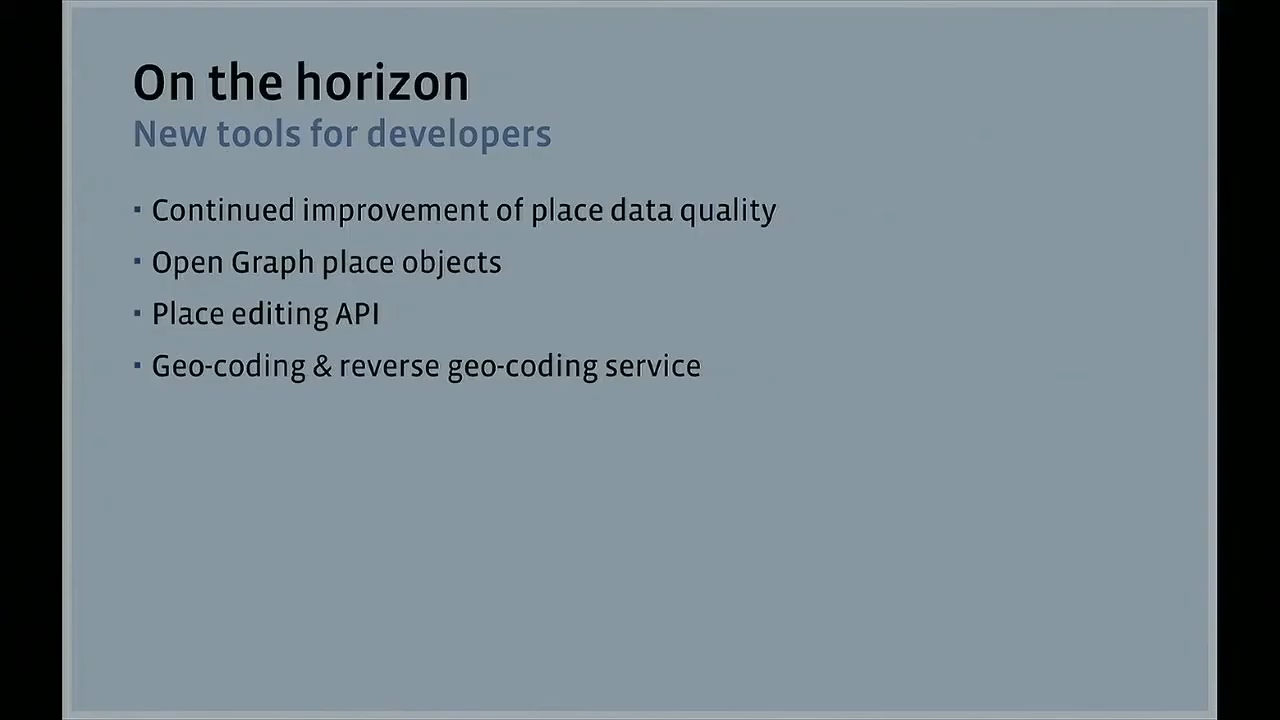 On the horizon
New tools for developers
▪ Continued improvement of place data quality
▪ Open Graph place objects
▪ Place editing API
▪ Geo-coding & reverse geo-coding service